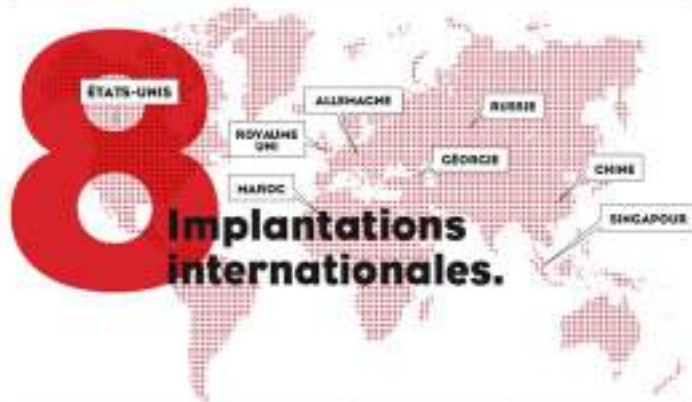 8
ÉTATS-UNIS
ALLEMAGNE
RUSSIE
ROYAUME
UNI
GÉORGIE
CHINE
MAROC
SINGAPOUR
Implantations
internationales.